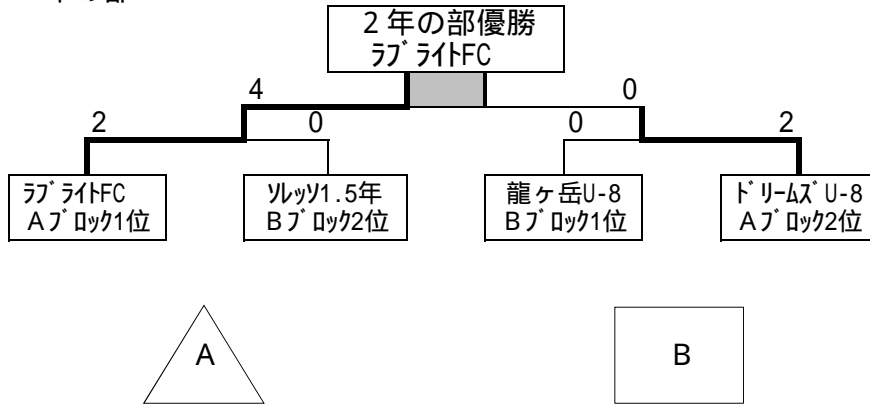 2年の部優勝
ラブライトFC
4 0
2 0 0 2
ラブライトFC
Aブロック1位
ソレッソ1.5年
Bブロック2位
龍ヶ岳U-8
Bブロック1位
ドリームズU-8
Aブロック2位
A
B